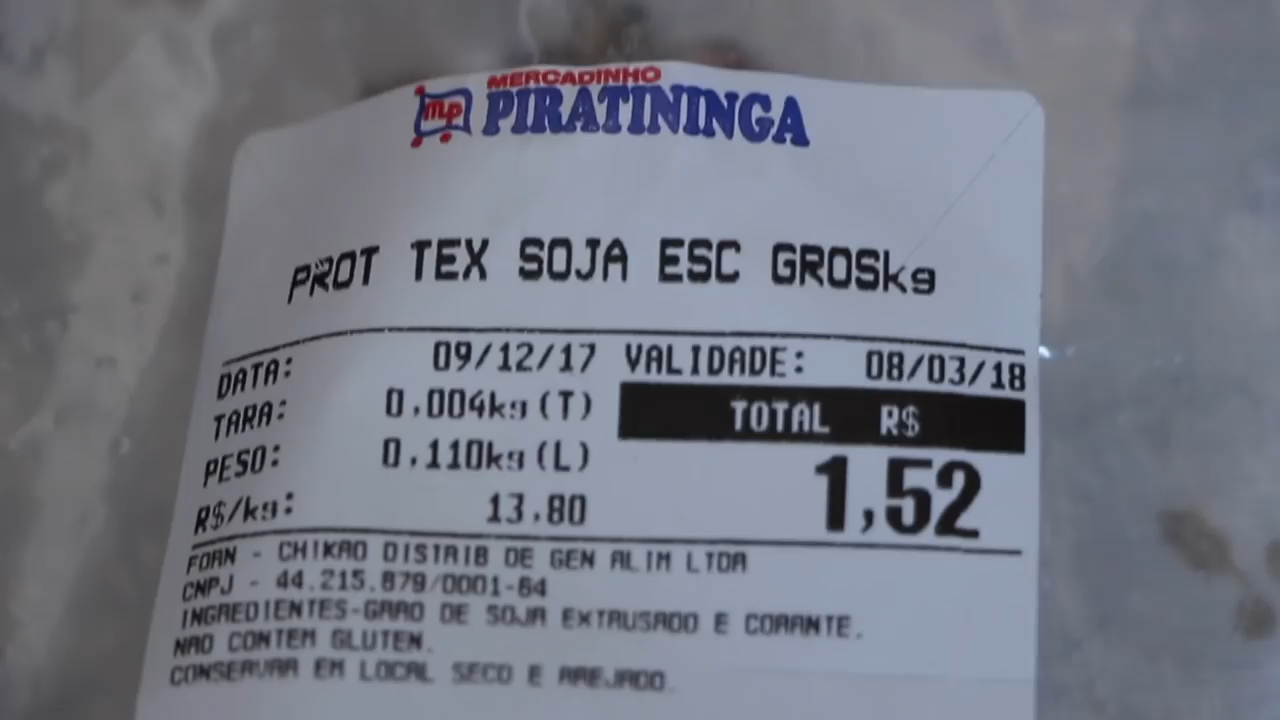 MERCADINHO
mp PIRATININGA
PROT TEX SOJA ESC GROSkg
DATA: 09/12/17 VALIDADE: 08/03/18
TARA: 0,004kg(T) TOTAL R$
PESO: 0,110kg(L) 1,52
R$/kg: 13,80
FORN - CHIKAO DISTRIB DE GEN ALIM LTDA
CNPJ - 44.215.879/0001-64
INGREDIENTES-GRAO DE SOJA EXTRUSADO E CORANTE.
NAO CONTEM GLUTEN.
CONSERVAR EM LOCAL SECO E AREJADO.